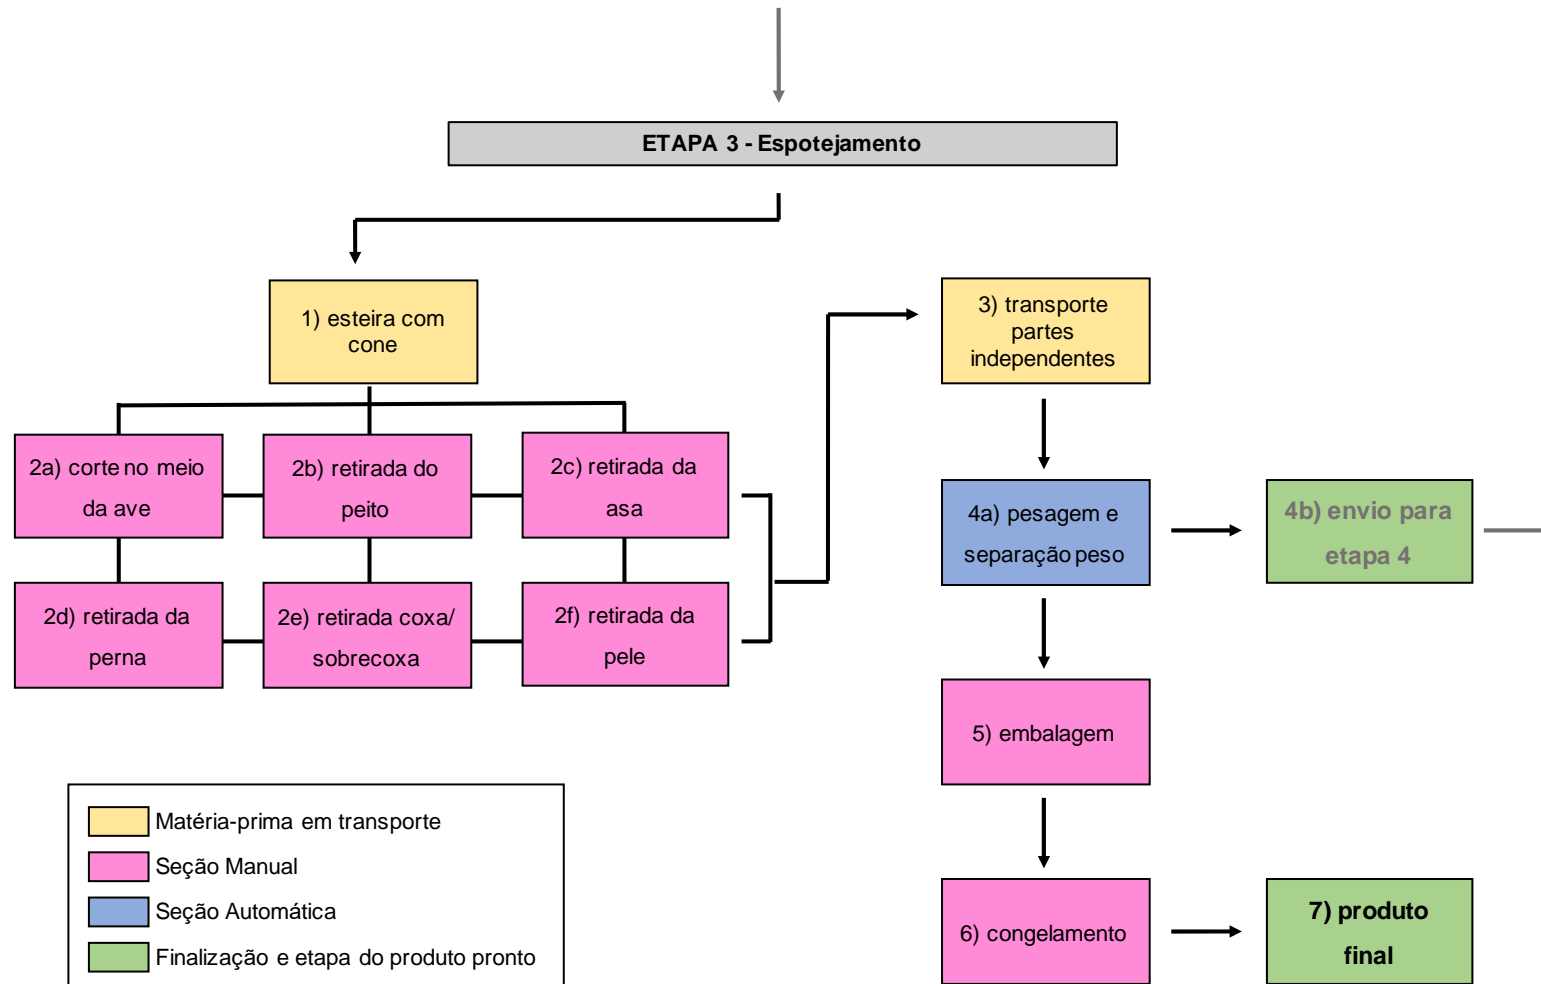 ETAPA 3 - Espotejamento
1) esteira com
cone
3) transporte
partes
independentes
2a) corte no meio
da ave
2b) retirada do
peito
2c) retirada da
asa
4a) pesagem e
separação peso
4b) envio para
etapa 4
2d) retirada da
perna
2e) retirada coxa/
sobrecoxa
2f) retirada da
pele
5) embalagem
6) congelamento
7) produto
final
Matéria-prima em transporte
Seção Manual
Seção Automática
Finalização e etapa do produto pronto